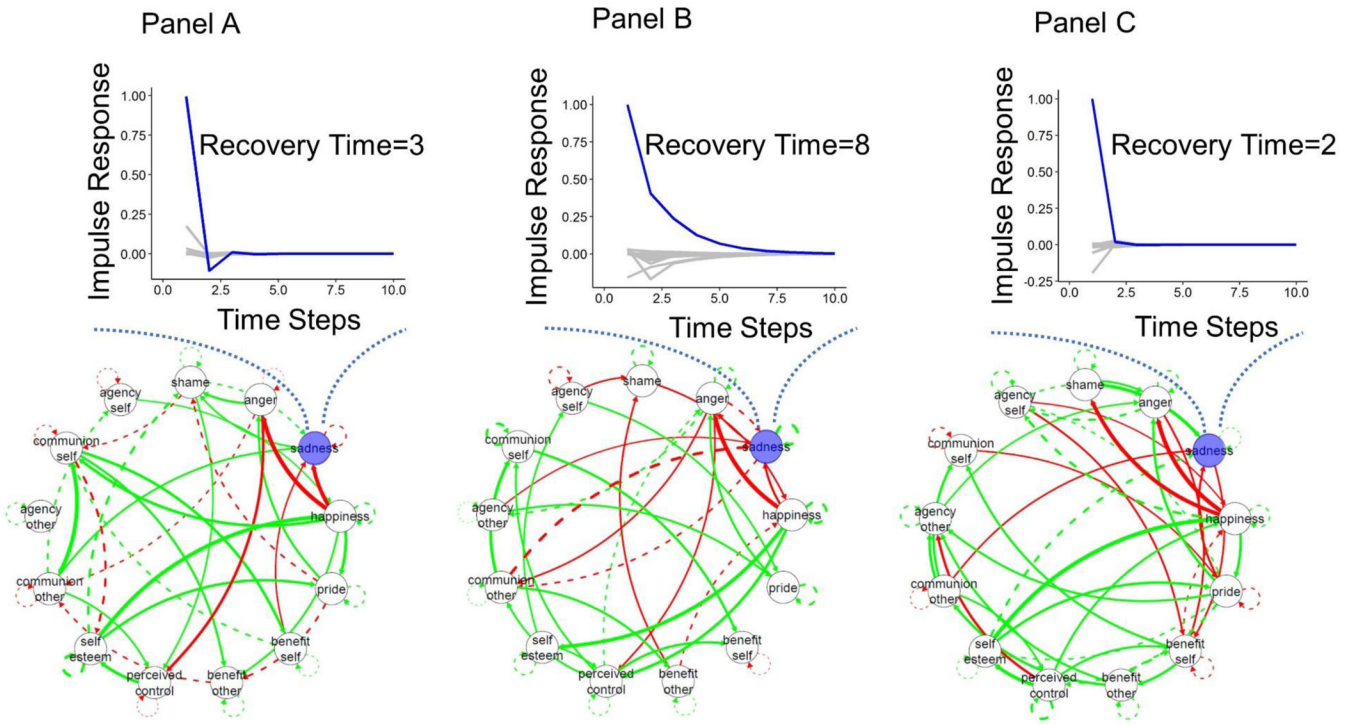 Panel A
Panel B
Panel C
Impulse Response
1.00
0.75
0.50
0.25
0.00
Recovery Time=3
0.0
2.5
5.0
7.5
10.0
Time Steps
Impulse Response
1.00
0.75
0.50
0.25
0.00
Recovery Time=8
0.0
2.5
5.0
7.5
10.0
Time Steps
Impulse Response
1.00
0.75
0.50
0.25
0.00
-0.25
Recovery Time=2
0.0
2.5
5.0
7.5
10.0
Time Steps
shame
anger
agency
self
sadness
communion
self
happiness
agency
other
pride
communion
other
benefit
self
self
esteem
benefit
other
perceived
control
shame
anger
agency
self
sadness
communion
self
happiness
agency
other
pride
communion
other
benefit
self
self
esteem
benefit
other
perceived
control
shame
anger
agency
self
sadness
communion
self
happiness
agency
other
pride
communion
other
benefit
self
self
esteem
benefit
other
perceived
control